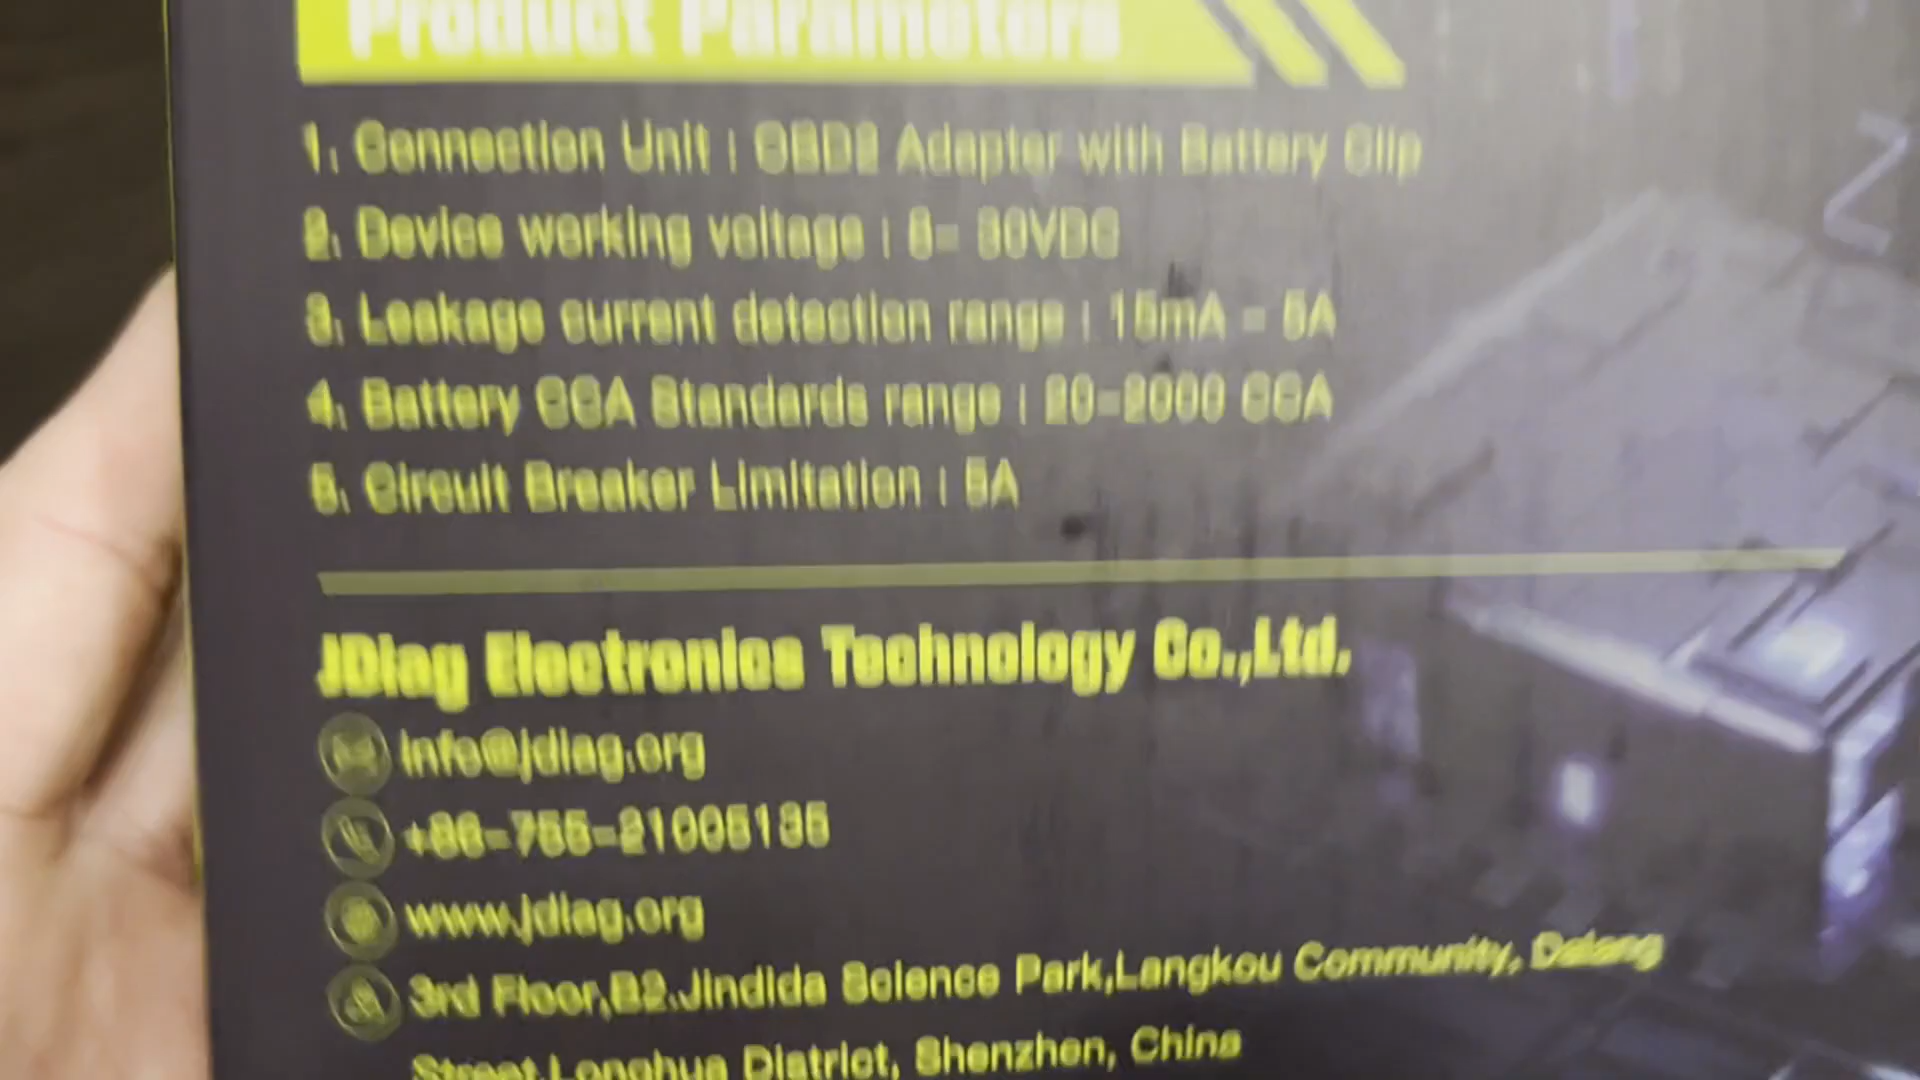 Product Parameters
1. Connection Unit : OBD2 Adapter with Battery Clip
2. Device working voltage : 8- 30VDC
3. Leakage current detection range : 15mA - 5A
4. Battery CCA Standards range : 20-2000 CCA
5. Circuit Breaker Limitation : 5A
JDiag Electronics Technology Co.,Ltd.
info@jdiag.org
+86-755-21005135
www.jdiag.org
3rd Floor,B2.Jindida Science Park,Langkou Community, Dalang
Street,Longhua District, Shenzhen, China